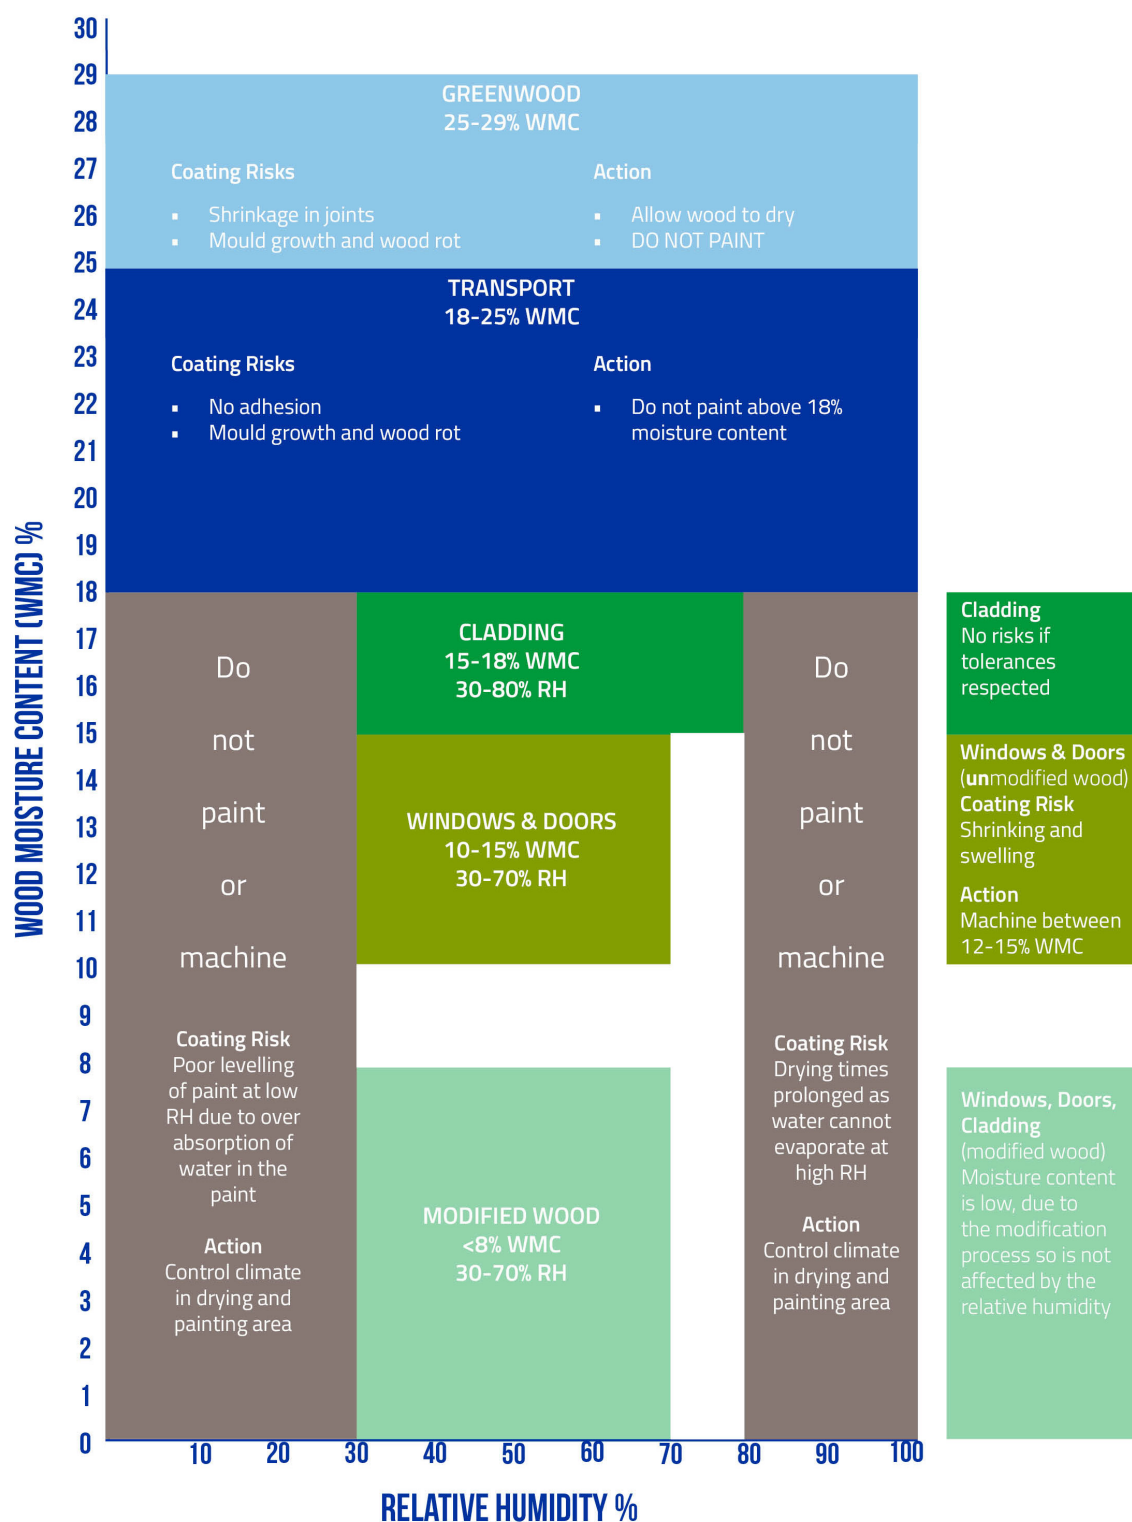 30
29
28
27
26
25
24
23
22
21
20
19
18
17
16
15
14
13
12
11
10
9
8
7
6
5
4
3
2
1
0
WOOD MOISTURE CONTENT (WMC) %
GREENWOOD
25-29% WMC
Coating Risks
▪ Shrinkage in joints
▪ Mould growth and wood rot
Action
▪ Allow wood to dry
▪ DO NOT PAINT
TRANSPORT
18-25% WMC
Coating Risks
▪ No adhesion
▪ Mould growth and wood rot
Action
▪ Do not paint above 18%
moisture content
Do
not
paint
or
machine
Coating Risk
Poor levelling
of paint at low
RH due to over
absorption of
water in the
paint
Action
Control climate
in drying and
painting area
CLADDING
15-18% WMC
30-80% RH
WINDOWS & DOORS
10-15% WMC
30-70% RH
MODIFIED WOOD
<8% WMC
30-70% RH
Do
not
paint
or
machine
Coating Risk
Drying times
prolonged as
water cannot
evaporate at
high RH
Action
Control climate
in drying and
painting area
Cladding
No risks if
tolerances
respected
Windows & Doors
(unmodified wood)
Coating Risk
Shrinking and
swelling
Action
Machine between
12-15% WMC
Windows, Doors,
Cladding
(modified wood)
Moisture content
is low, due to
the modification
process so is not
affected by the
relative humidity
10 20 30 40 50 60 70 80 90 100
RELATIVE HUMIDITY %